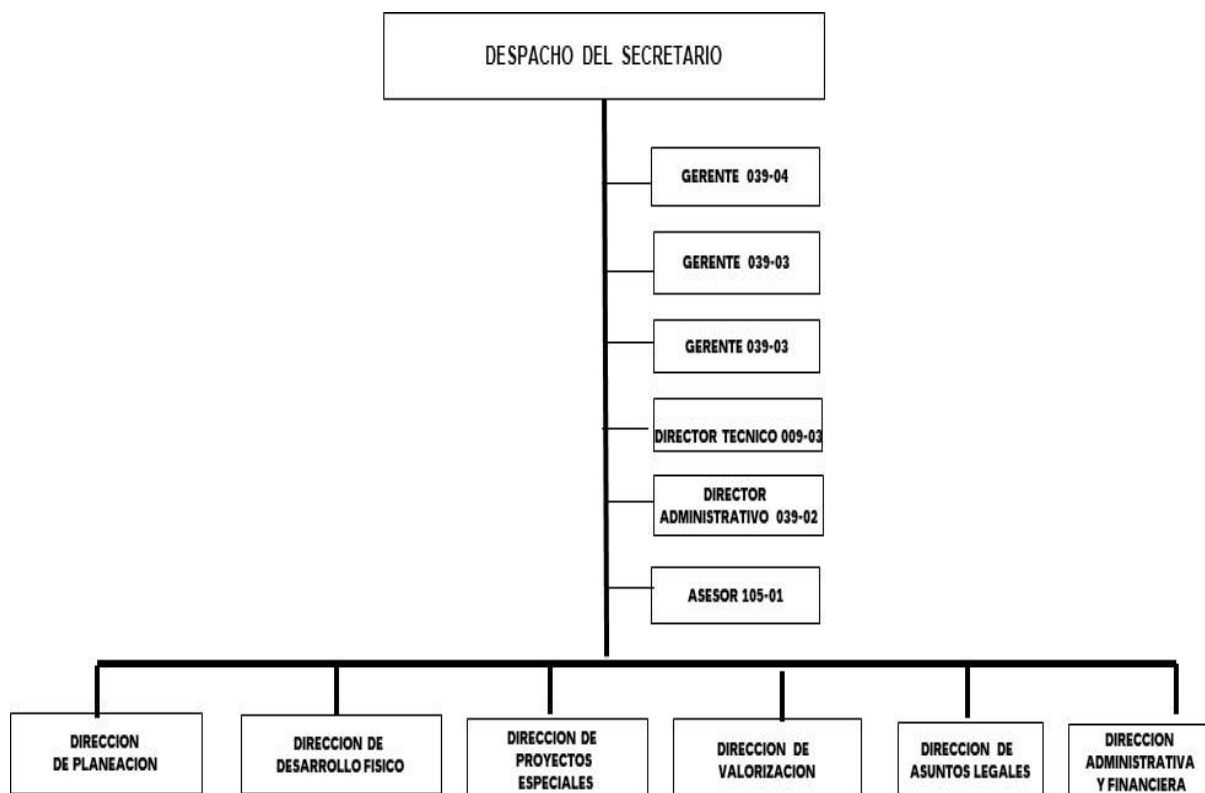 DESPACHO DEL SECRETARIO
GERENTE 039-04
GERENTE 039-03
GERENTE 039-03
DIRECTOR TECNICO 009-03
DIRECTOR
ADMINISTRATIVO 039-02
ASESOR 105-01
DIRECCION
DE PLANEACION
DIRECCION DE
DESARROLLO FISICO
DIRECCION DE
PROYECTOS
ESPECIALES
DIRECCION DE
VALORIZACION
DIRECCION DE
ASUNTOS LEGALES
DIRECCION
ADMINISTRATIVA
Y FINANCIERA